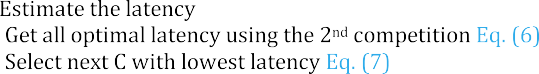 Estimate the latency
Get all optimal latency using the 2nd competition Eq. (6)
Select next C with lowest latency Eq. (7)